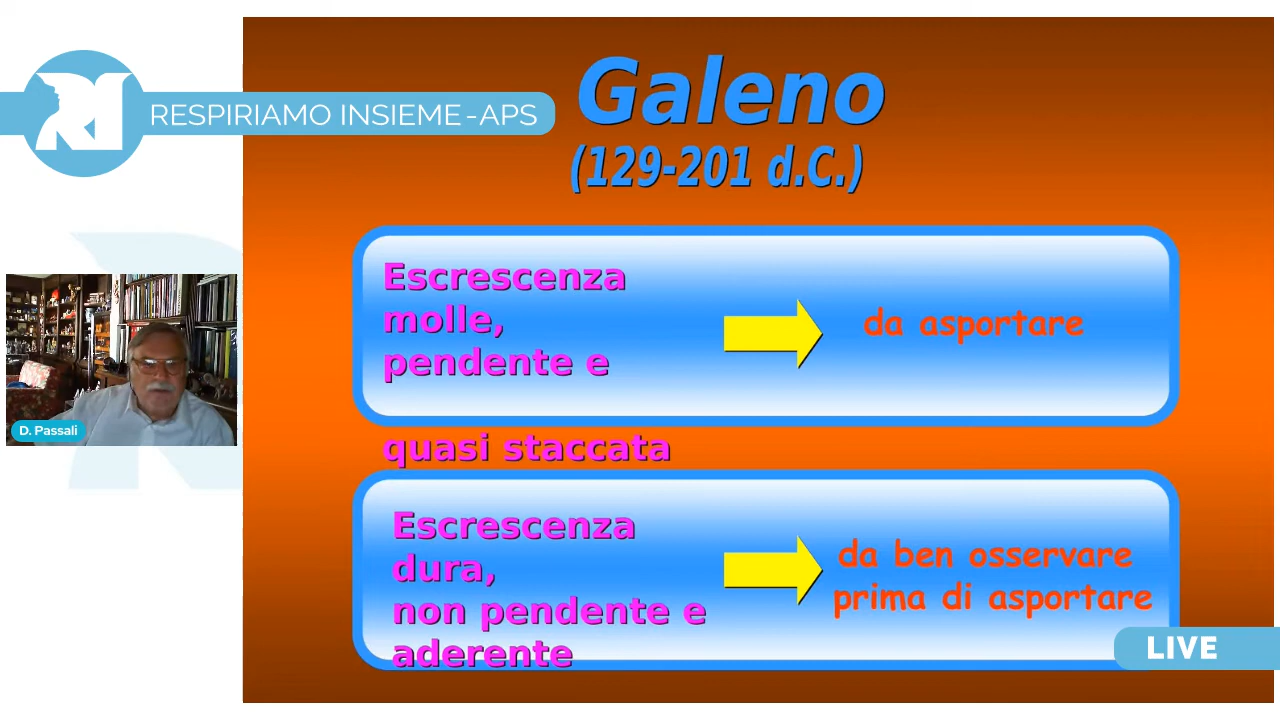 RI
RESPIRIAMO INSIEME-APS
Galeno
(129-201 d.C.)
Escrescenza
molle,
pendente e
quasi staccata
da asportare
Escrescenza
dura,
non pendente e
aderente
da ben osservare
prima di asportare
D. Passali
LIVE